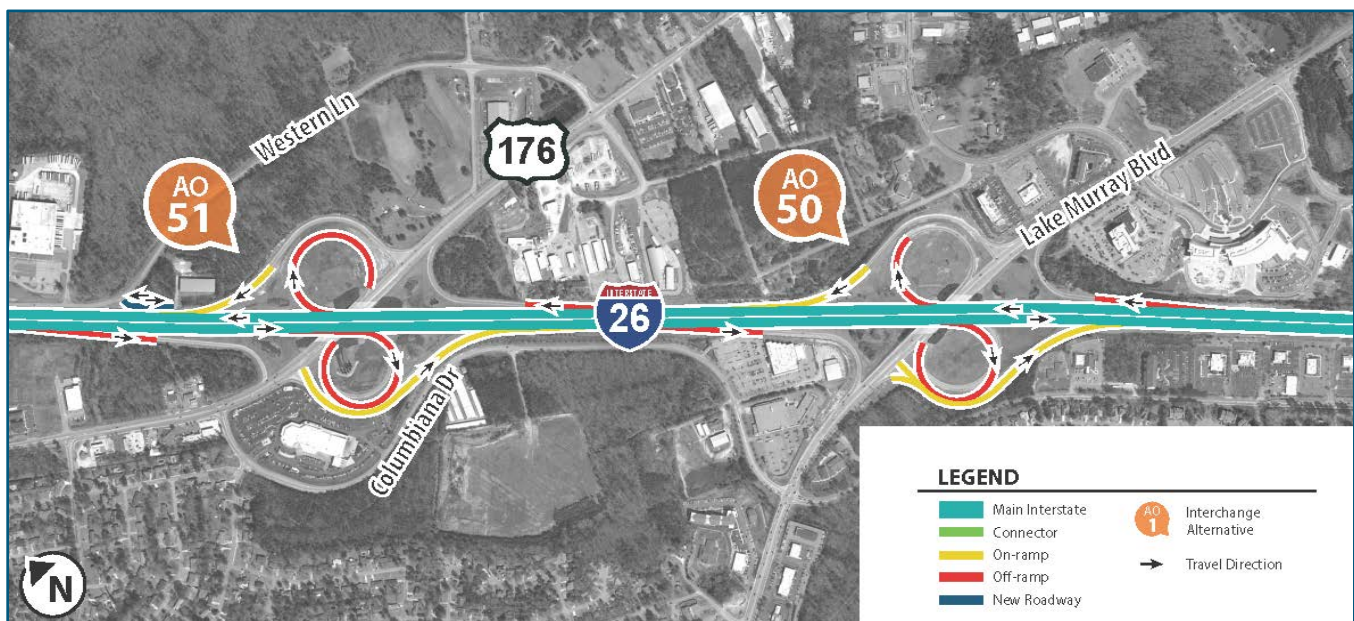 Western Ln
176
AO
51
AO
50
Lake Murray Blvd
INTERSTATE
26
Columbiana Dr
N
LEGEND
Main Interstate
Connector
On-ramp
Off-ramp
New Roadway
AO
1
Interchange
Alternative
Travel Direction